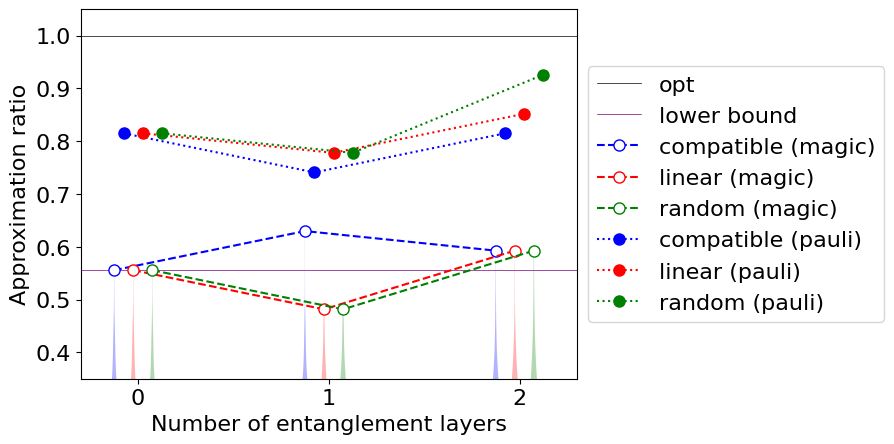 Approximation ratio
1.0
0.9
0.8
0.7
0.6
0.5
0.4
0
1
2
Number of entanglement layers
opt
lower bound
compatible (magic)
linear (magic)
random (magic)
compatible (pauli)
linear (pauli)
random (pauli)